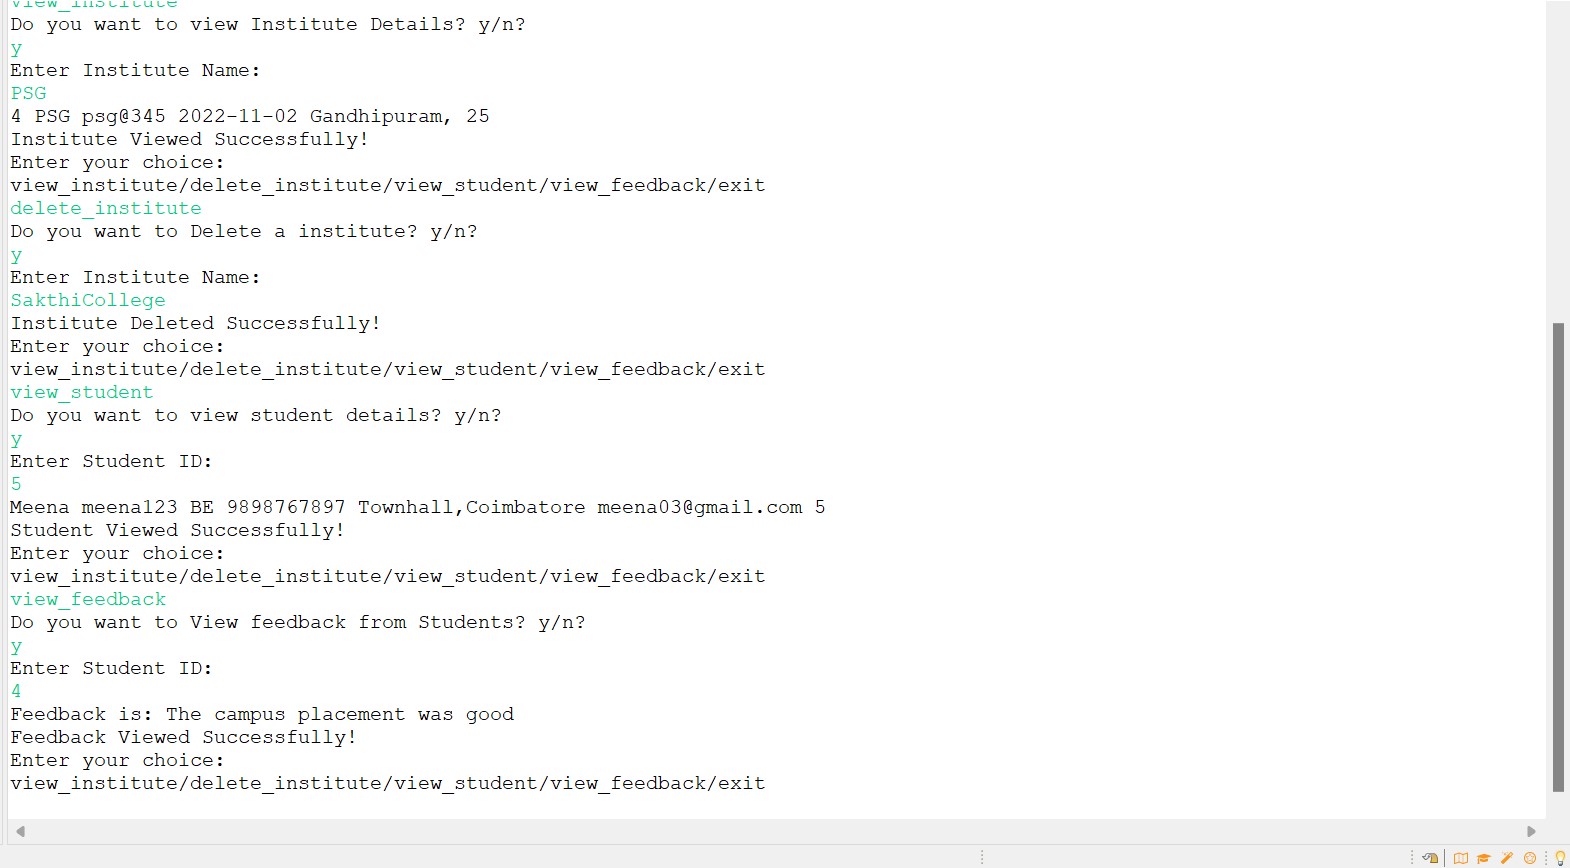 view_institute
Do you want to view Institute Details? y/n?
y
Enter Institute Name:
PSG
4 PSG psg@345 2022-11-02 Gandhipuram, 25
Institute Viewed Successfully!
Enter your choice:
view_institute/delete_institute/view_student/view_feedback/exit
delete_institute
Do you want to Delete a institute? y/n?
y
Enter Institute Name:
SakthiCollege
Institute Deleted Successfully!
Enter your choice:
view_institute/delete_institute/view_student/view_feedback/exit
view_student
Do you want to view student details? y/n?
y
Enter Student ID:
5
Meena meena123 BE 9898767897 Townhall,Coimbatore meena03@gmail.com 5
Student Viewed Successfully!
Enter your choice:
view_institute/delete_institute/view_student/view_feedback/exit
view_feedback
Do you want to View feedback from Students? y/n?
y
Enter Student ID:
4
Feedback is: The campus placement was good
Feedback Viewed Successfully!
Enter your choice:
view_institute/delete_institute/view_student/view_feedback/exit